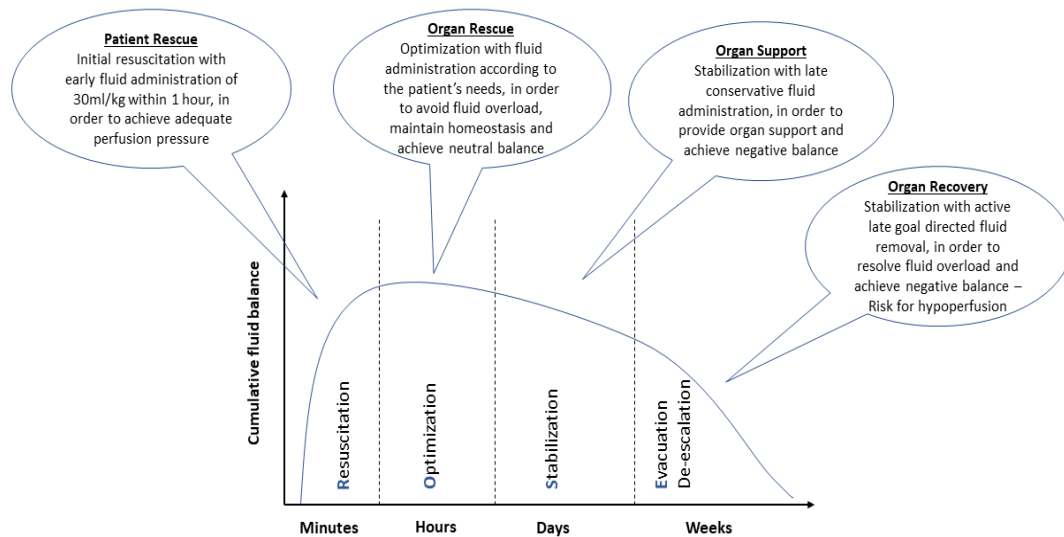 Patient Rescue
Initial resuscitation with
early fluid administration of
30ml/kg within 1 hour, in
order to achieve adequate
perfusion pressure
Organ Rescue
Optimization with fluid
administration according to
the patient's needs, in order
to avoid fluid overload,
maintain homeostasis and
achieve neutral balance
Organ Support
Stabilization with late
conservative fluid
administration, in order to
provide organ support and
achieve negative balance
Organ Recovery
Stabilization with active
late goal directed fluid
removal, in order to
resolve fluid overload and
achieve negative balance –
Risk for hypoperfusion
Cumulative fluid balance
Resuscitation
Optimization
Stabilization
Evacuation
De-escalation
Minutes
Hours
Days
Weeks